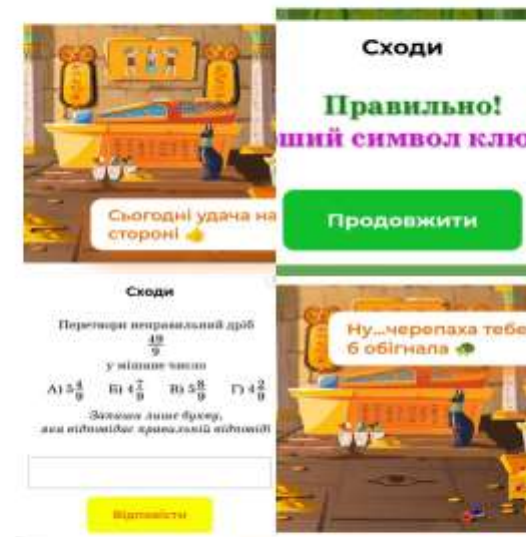 Сьогодні удача на
стороні
Сходи
Перетвори неправильний дріб
49
9
у мішане число
А) 5 4/9 Б) 4 7/9 В) 5 8/9 Г) 4 2/9
Запиши лише букву,
яка відповідає правильній відповіді
Відповісти
Сходи
Правильно!
ший символ клю
Продовжити
Ну...черепаха тебе
б обігнала